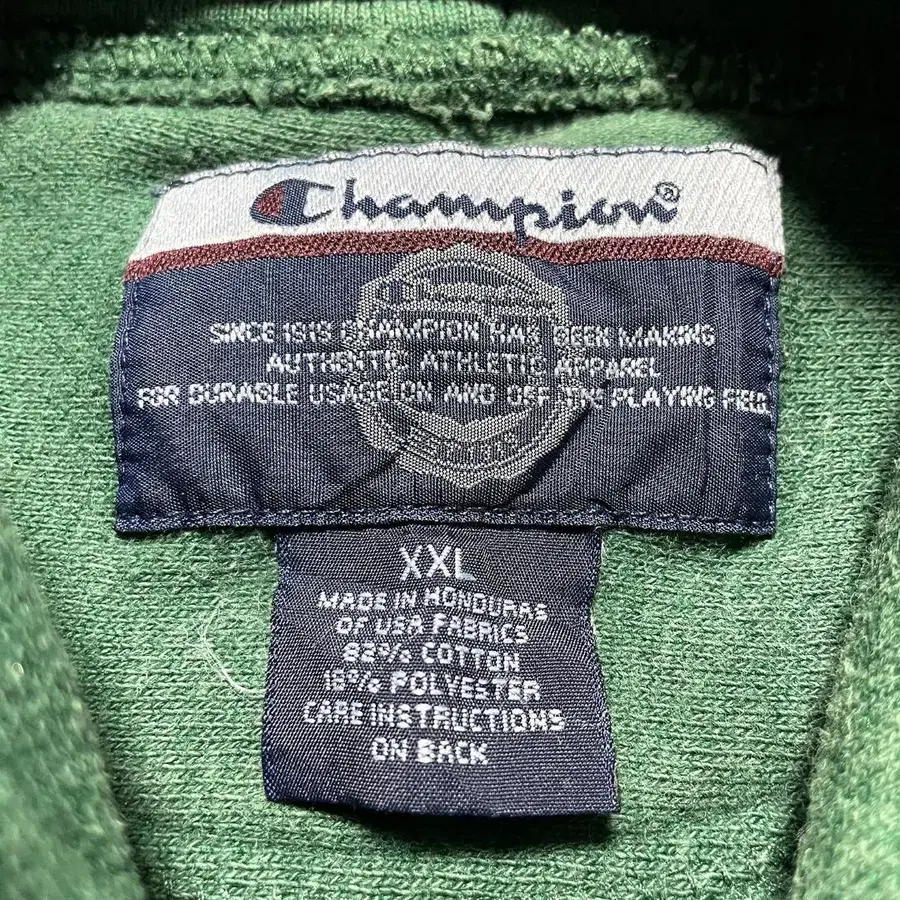 Champion®
Champion
SINCE 1919 CHAMPION HAS BEEN MAKING
AUTHENTIC ATHLETIC APPAREL
FOR DURABLE USAGE ON AND OFF THE PLAYING FIELD.
XXL
MADE IN HONDURAS
OF USA FABRICS
82% COTTON
18% POLYESTER
CARE INSTRUCTIONS
ON BACK